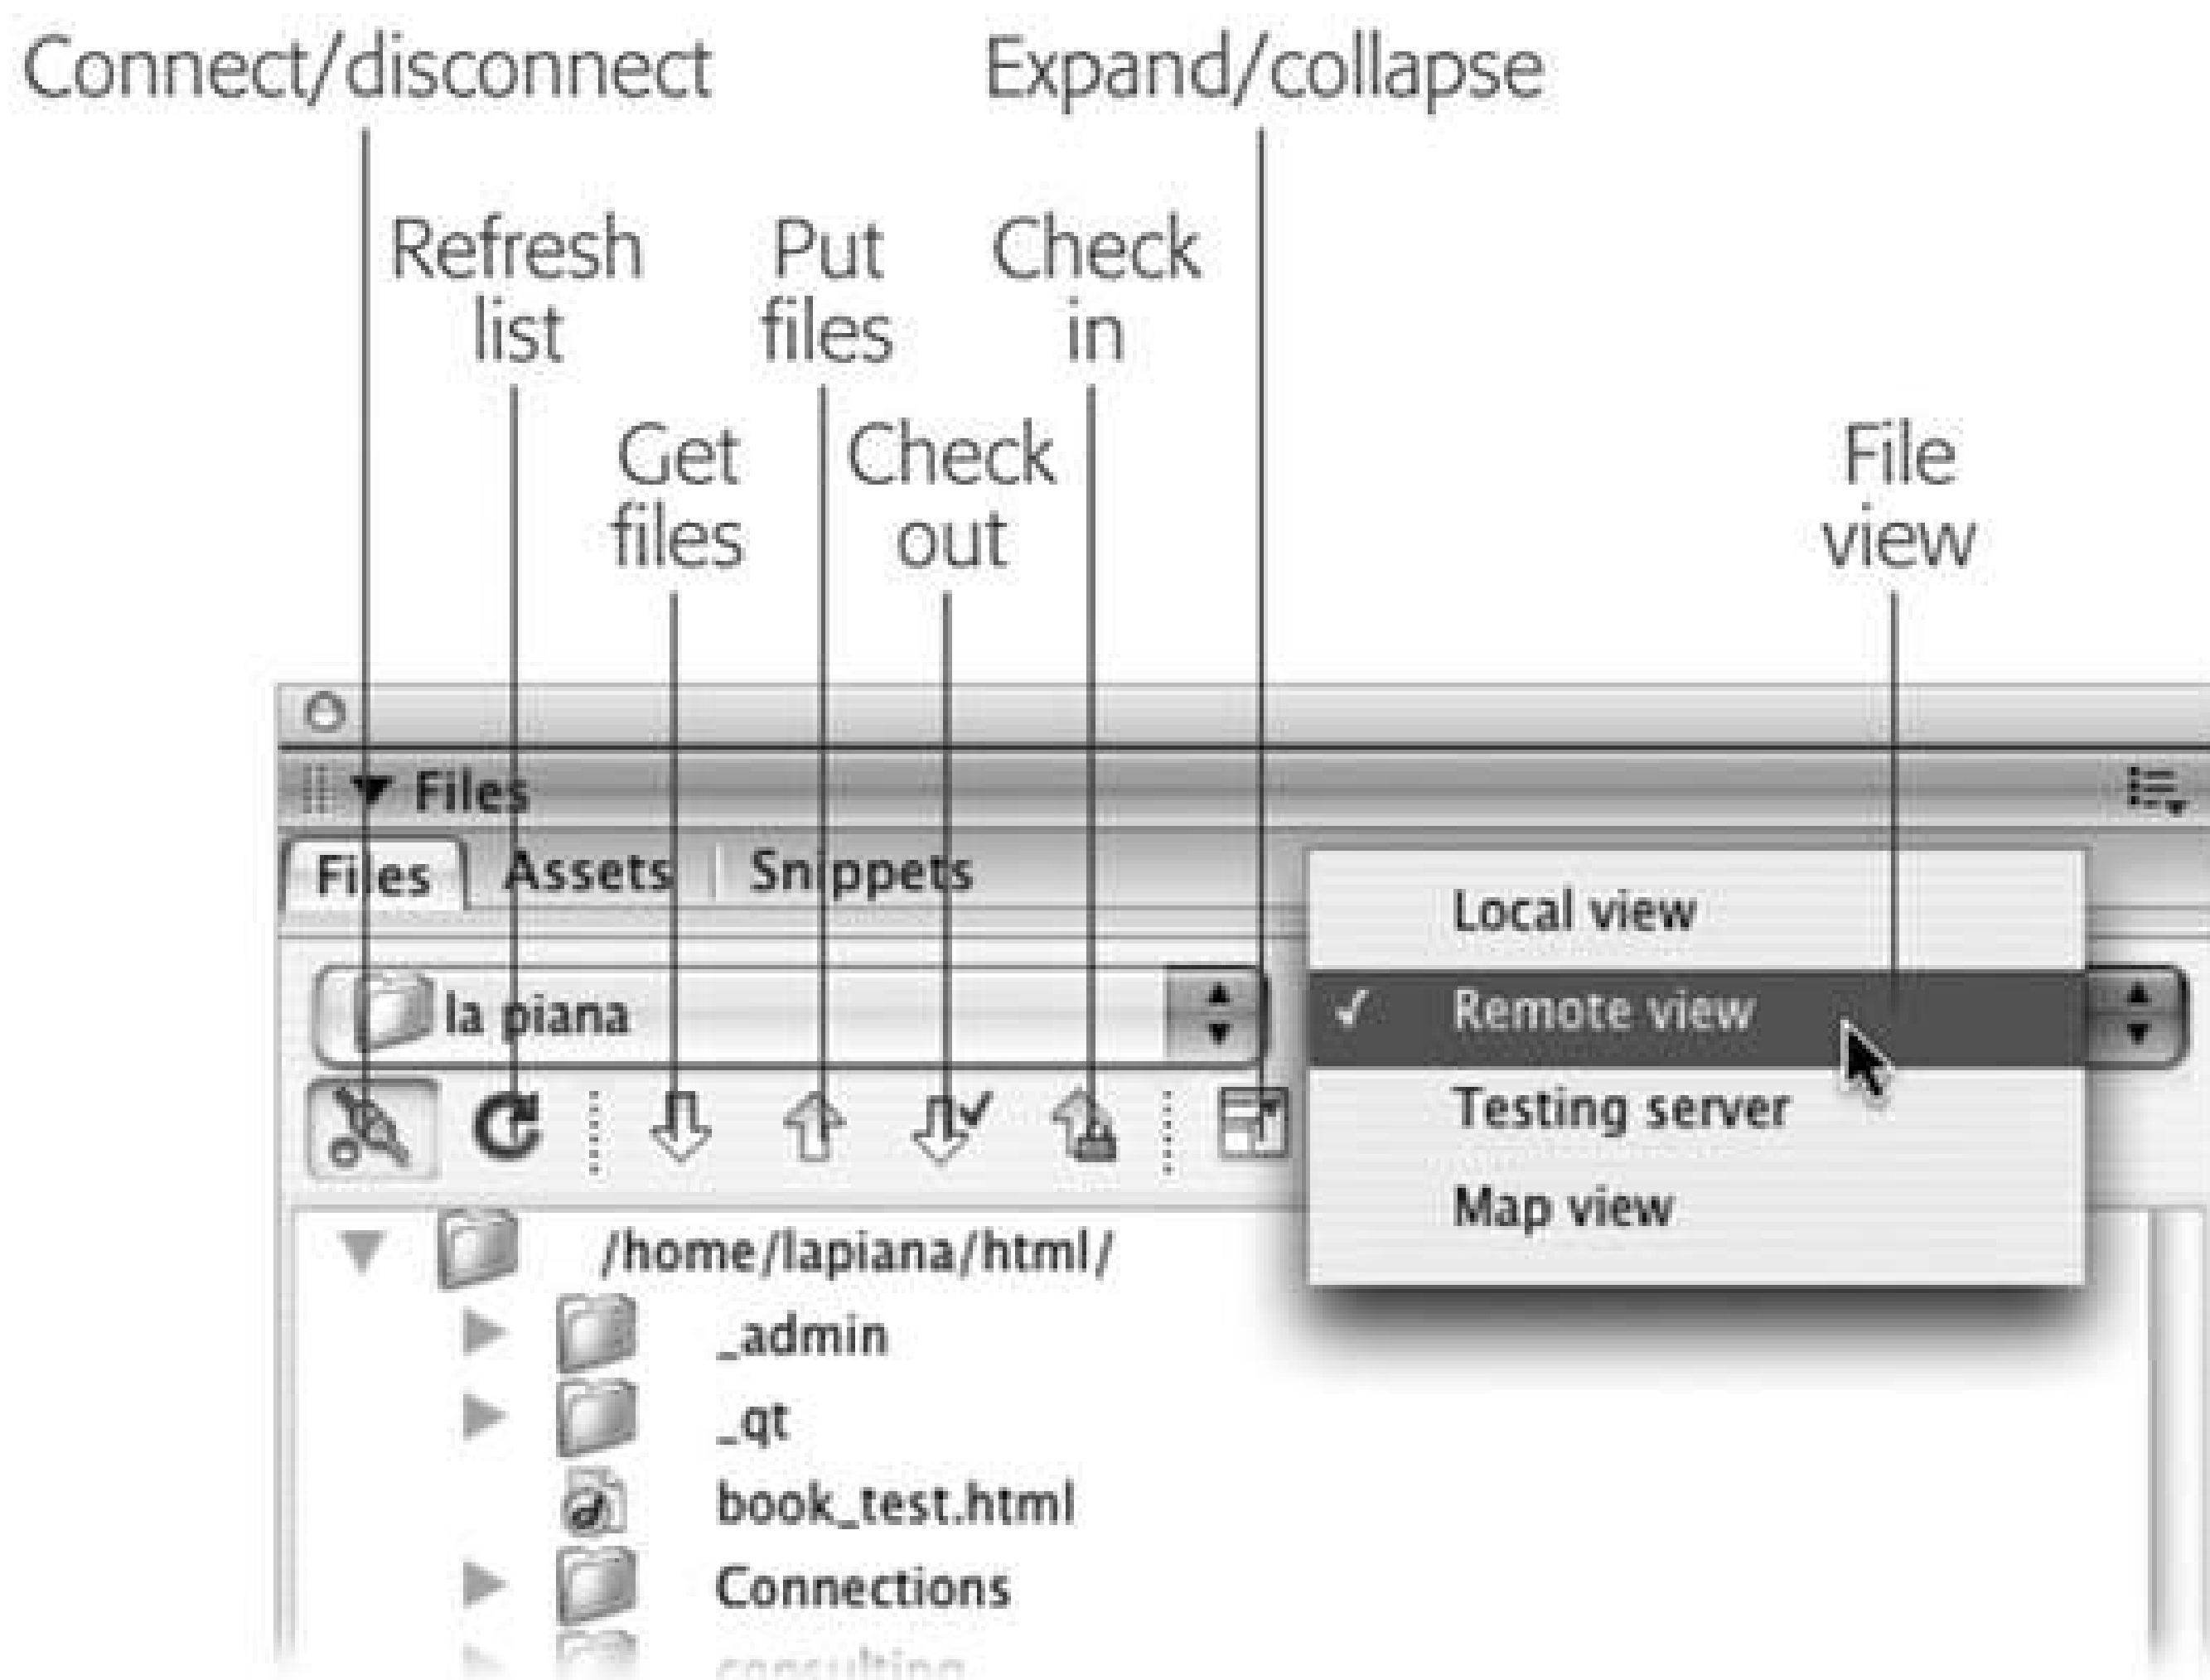 Connect/disconnect
Expand/collapse
Refresh
list
Put
files
Check
in
Get
files
Check
out
File
view
Files
Files
Assets
Snippets
Local view
la piana
Remote view
Testing server
Map view
/home/lapiana/html/
_admin
_qt
book_test.html
Connections
consulting